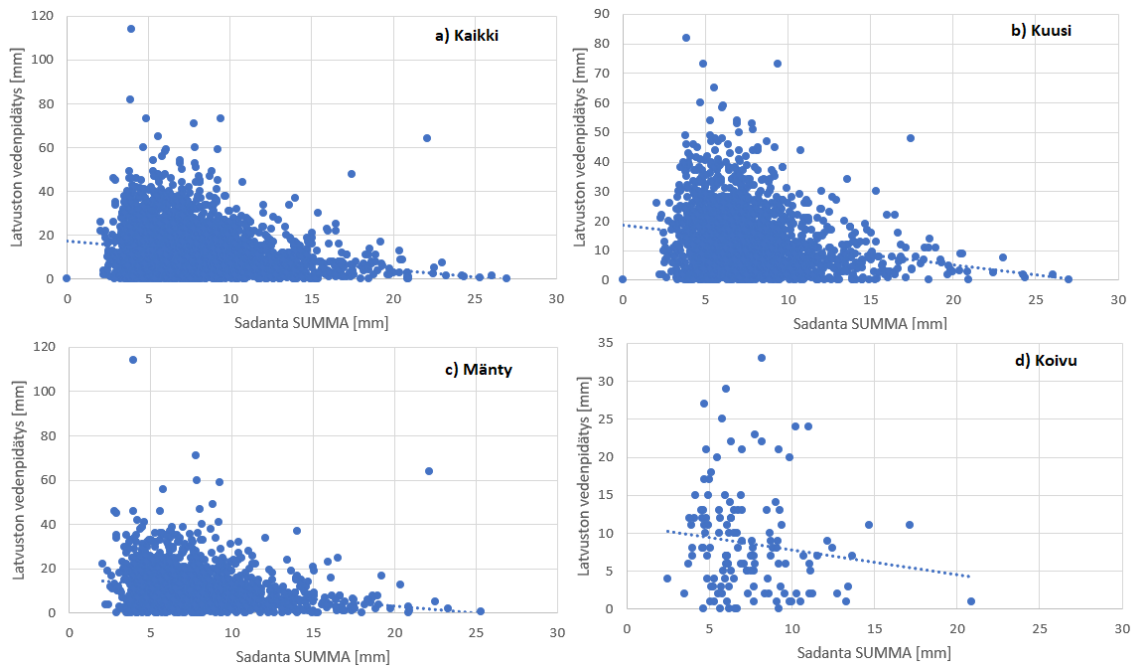 a) Kaikki
Latvuston vedenpidätys [mm]
120
100
80
60
40
20
0
0 5 10 15 20 25 30
Sadanta SUMMA [mm]
b) Kuusi
Latvuston vedenpidätys [mm]
90
80
70
60
50
40
30
20
10
0
0 5 10 15 20 25 30
Sadanta SUMMA [mm]
c) Mänty
Latvuston vedenpidätys [mm]
120
100
80
60
40
20
0
0 5 10 15 20 25 30
Sadanta SUMMA [mm]
d) Koivu
Latvuston vedenpidätys [mm]
35
30
25
20
15
10
5
0
0 5 10 15 20 25 30
Sadanta SUMMA [mm]